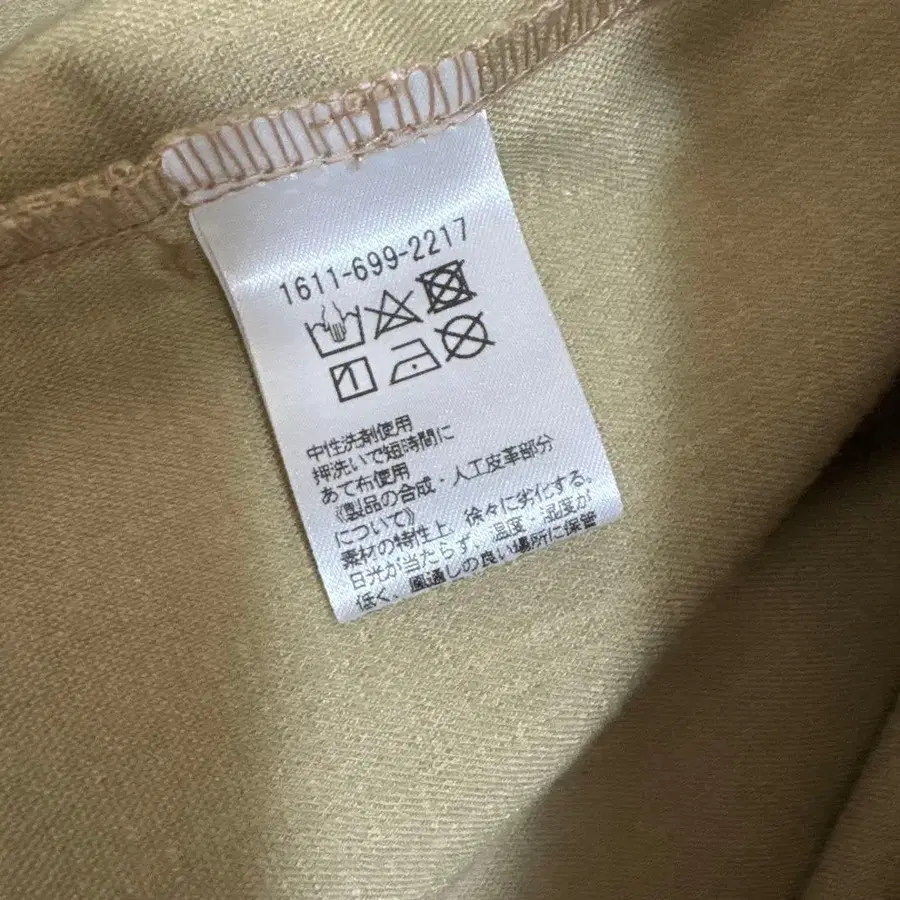 1611-699-2217
中性洗剤使用
押洗いで短時間に
あて布使用
《製品の合成・人工皮革部分
について》
素材の特性上、徐々に劣化する。
日光が当たらず、温度・湿度が
低く、風通しの良い場所に保管